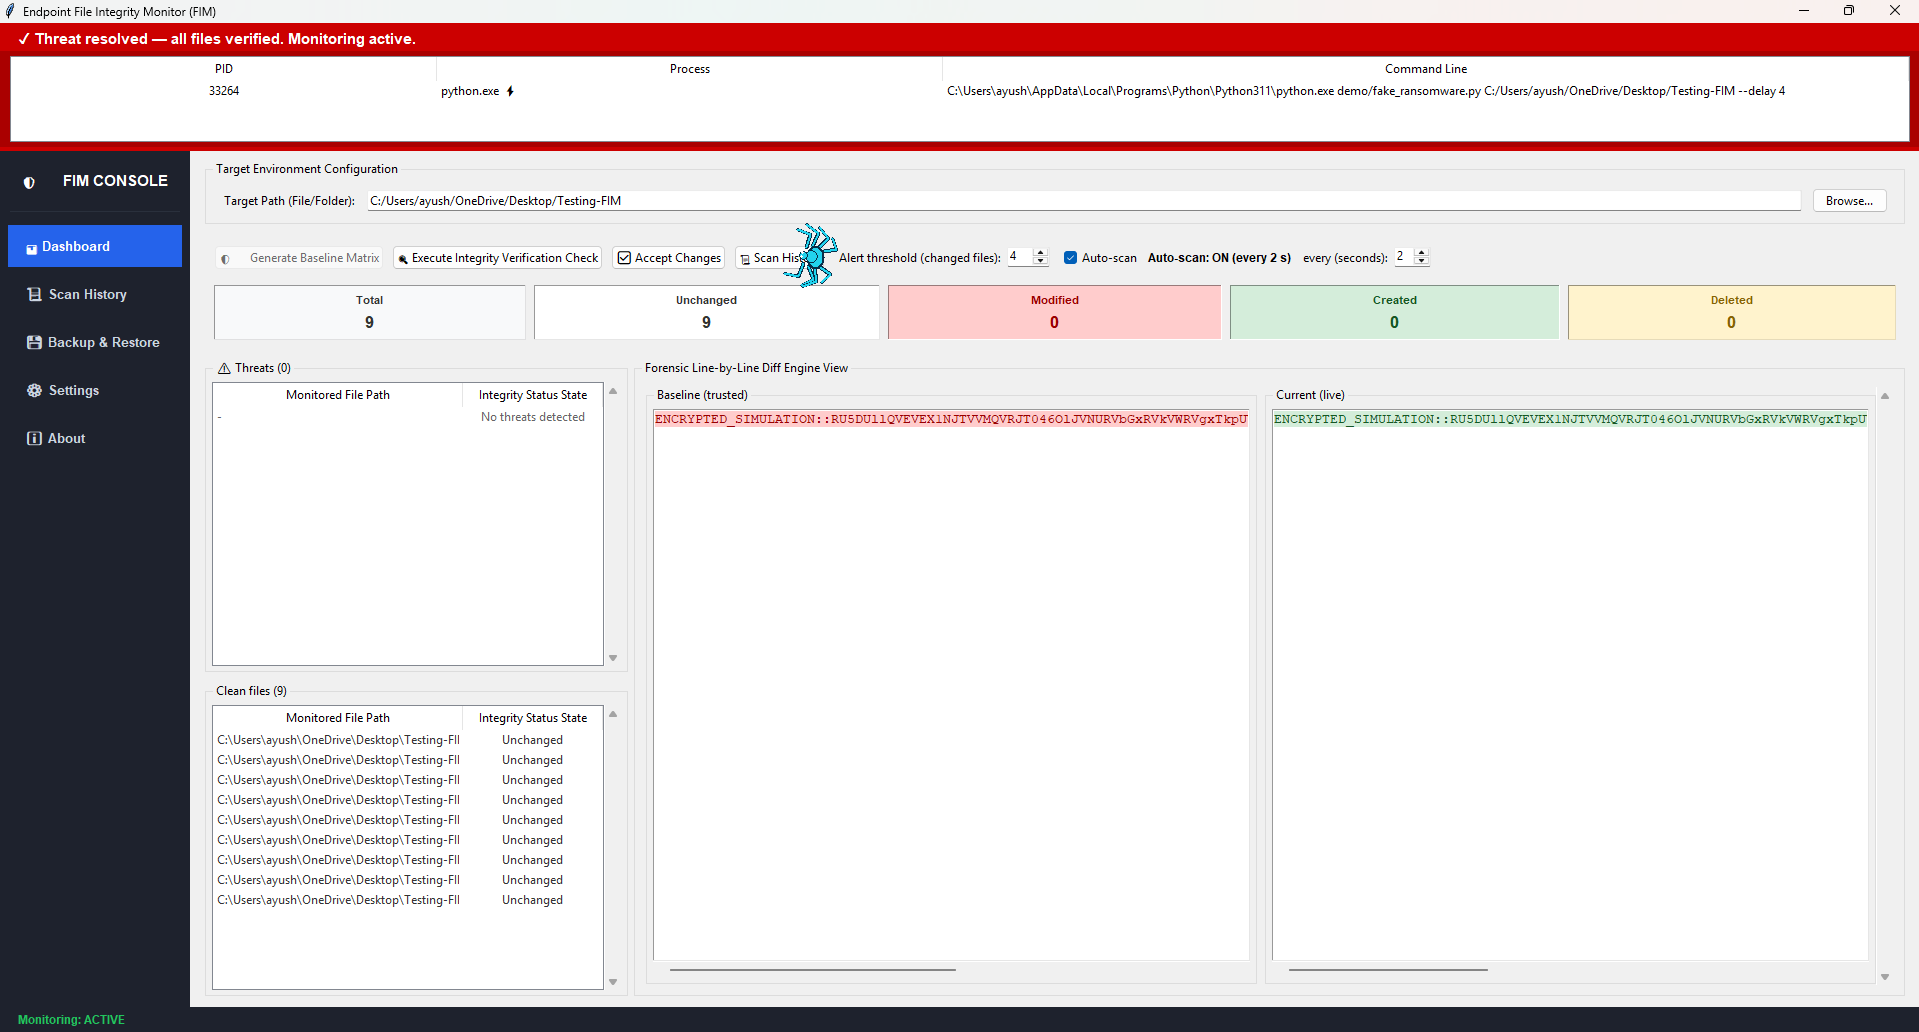 Endpoint File Integrity Monitor (FIM)
✓ Threat resolved — all files verified. Monitoring active.
PID Process Command Line
33264 python.exe C:\Users\ayush\AppData\Local\Programs\Python\Python311\python.exe demo/fake_ransomware.py C:/Users/ayush/OneDrive/Desktop/Testing-FIM --delay 4
FIM CONSOLE
Dashboard
Scan History
Backup & Restore
Settings
About
Target Environment Configuration
Target Path (File/Folder): C:/Users/ayush/OneDrive/Desktop/Testing-FIM Browse...
Generate Baseline Matrix Execute Integrity Verification Check Accept Changes Scan His Alert threshold (changed files): 4 Auto-scan Auto-scan: ON (every 2 s) every (seconds): 2
Total Unchanged Modified Created Deleted
9 9 0 0 0
Threats (0)
Monitored File Path Integrity Status State
- No threats detected
Clean files (9)
Monitored File Path Integrity Status State
C:\Users\ayush\OneDrive\Desktop\Testing-FII Unchanged
C:\Users\ayush\OneDrive\Desktop\Testing-FII Unchanged
C:\Users\ayush\OneDrive\Desktop\Testing-FII Unchanged
C:\Users\ayush\OneDrive\Desktop\Testing-FII Unchanged
C:\Users\ayush\OneDrive\Desktop\Testing-FII Unchanged
C:\Users\ayush\OneDrive\Desktop\Testing-FII Unchanged
C:\Users\ayush\OneDrive\Desktop\Testing-FII Unchanged
C:\Users\ayush\OneDrive\Desktop\Testing-FII Unchanged
C:\Users\ayush\OneDrive\Desktop\Testing-FII Unchanged
Forensic Line-by-Line Diff Engine View
Baseline (trusted)
ENCRYPTED_SIMULATION::RU5DUllQVEVEX1NJTVVMQVRJT046OlJVNURVbGxRVkVWRVgxTkpU
Current (live)
ENCRYPTED_SIMULATION::RU5DUllQVEVEX1NJTVVMQVRJT046OlJVNURVbGxRVkVWRVgxTkpU
Monitoring: ACTIVE